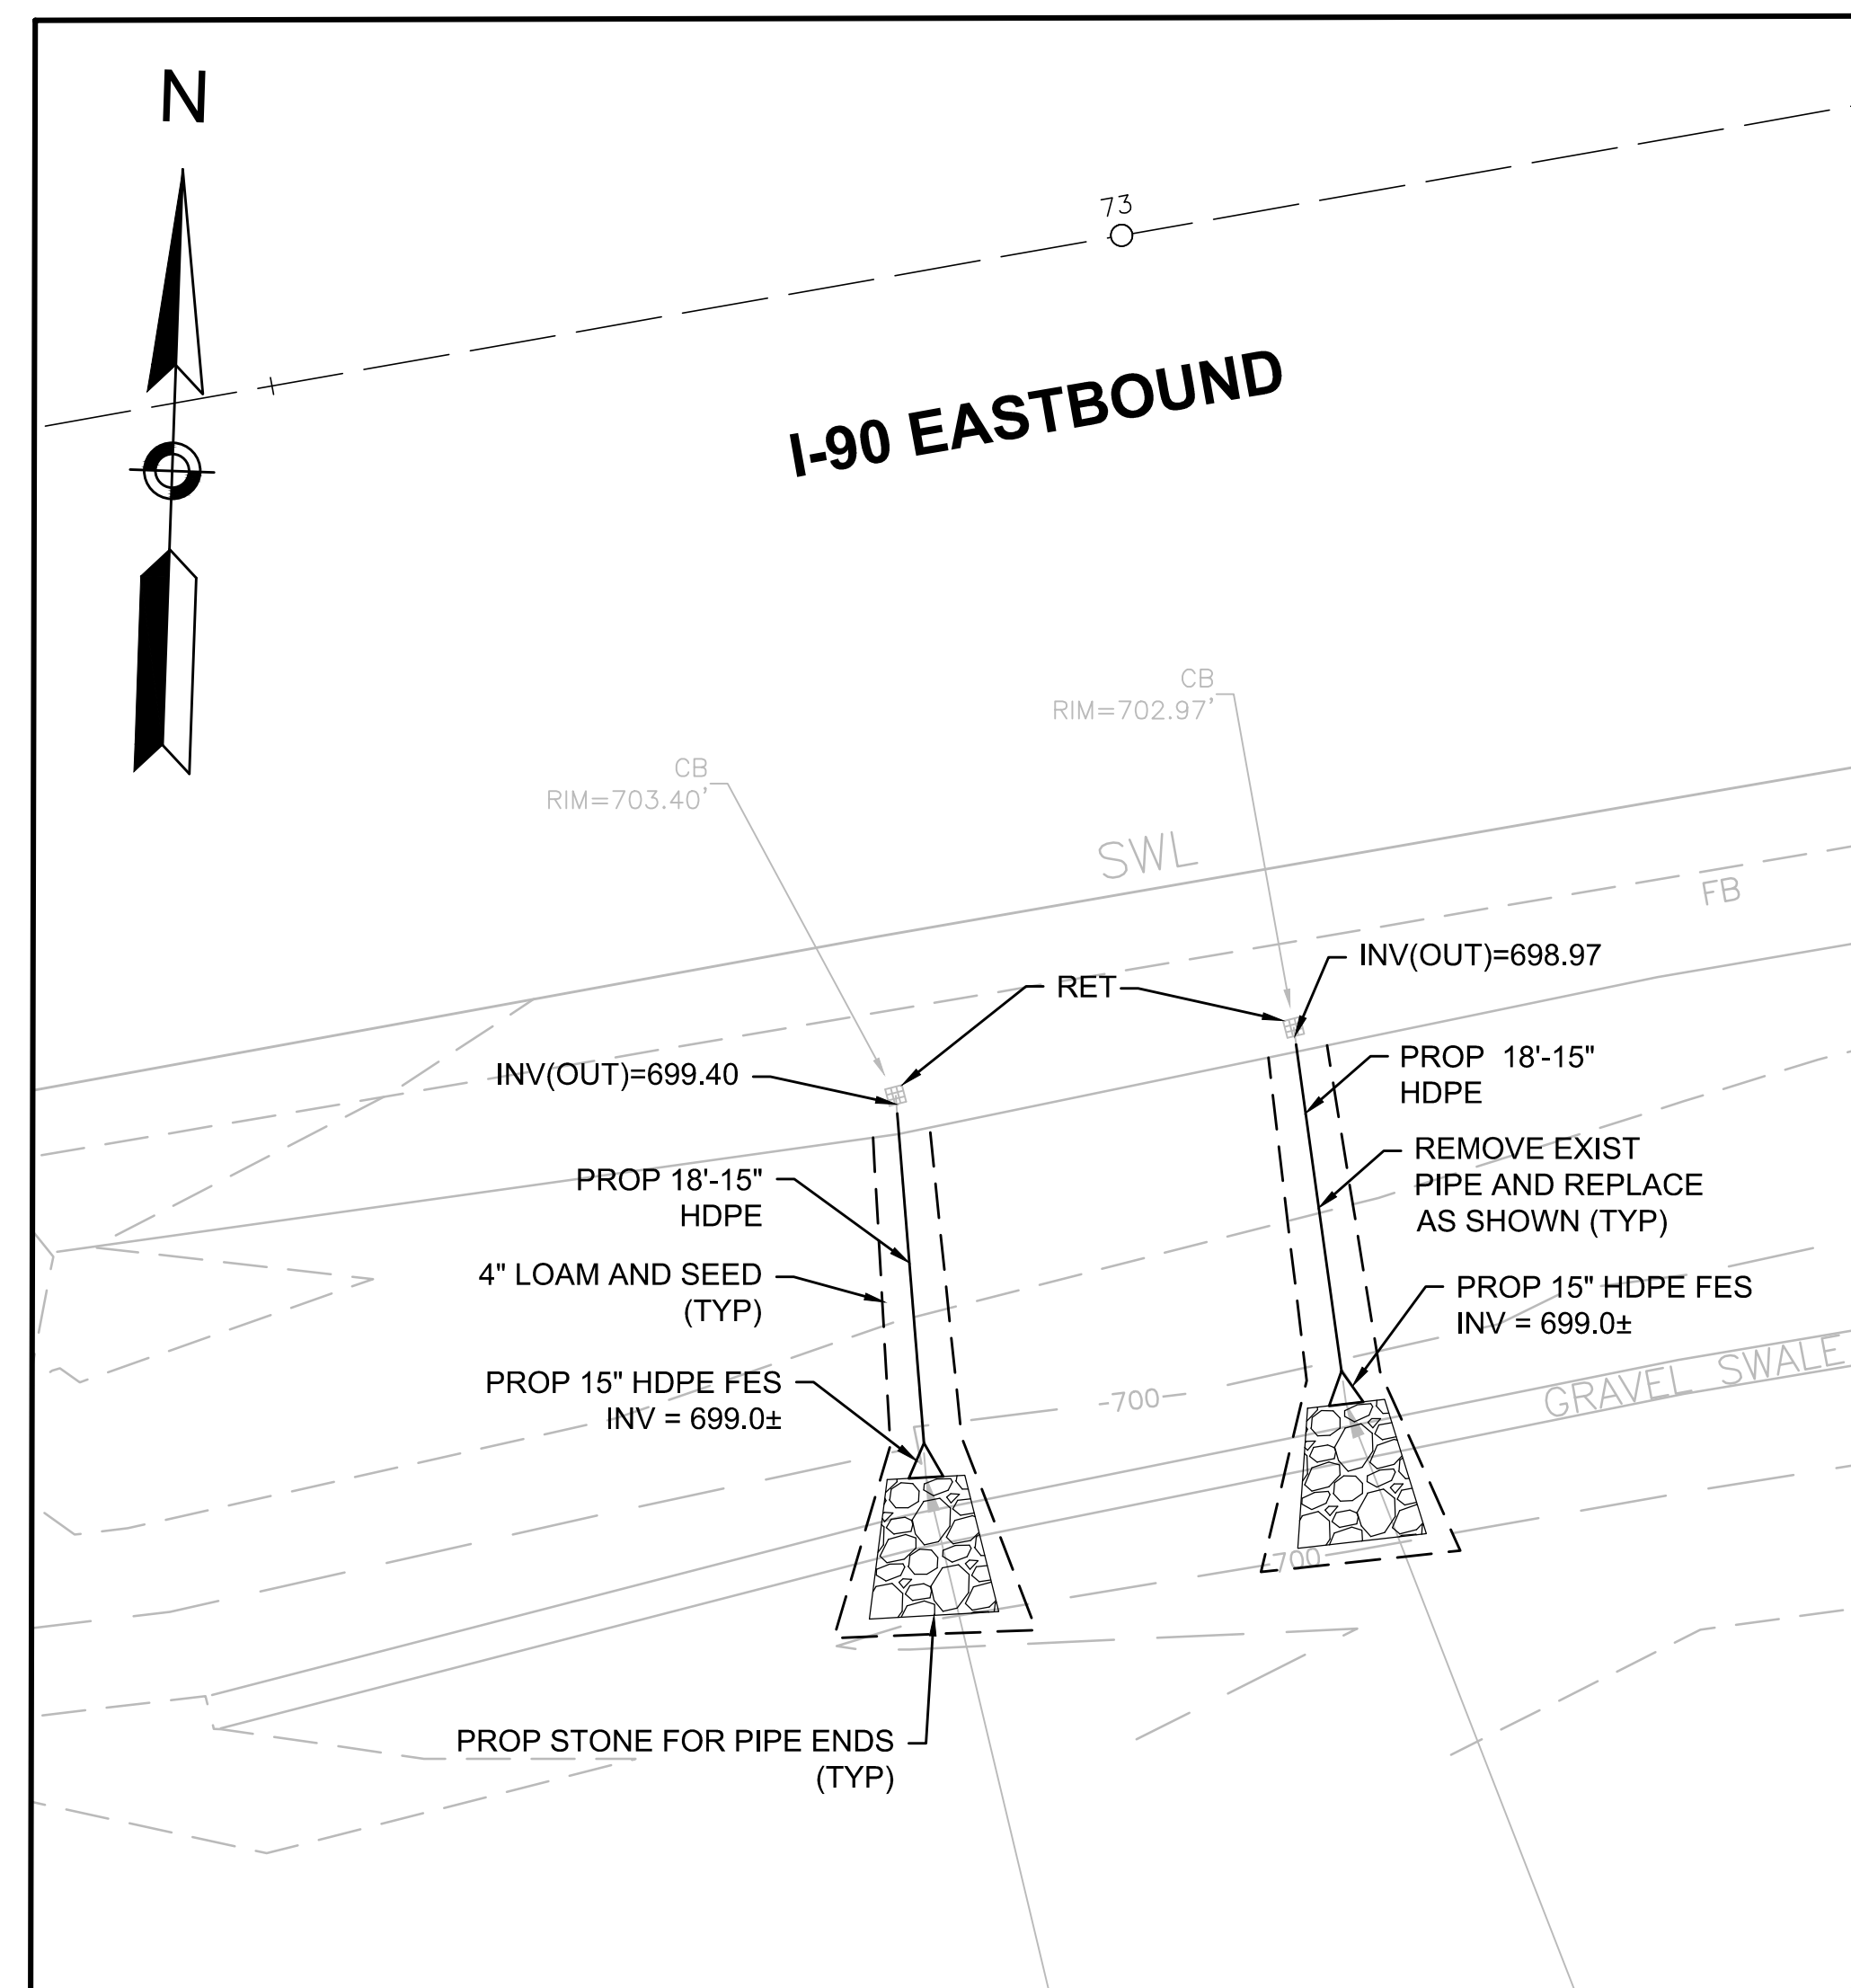 N
73
I-90 EASTBOUND
CB
RIM=702.97'
CB
RIM=703.40'
SWL
FB
INV(OUT)=698.97
RET
INV(OUT)=699.40
PROP 18'-15"
HDPE
PROP 18'-15"
HDPE
REMOVE EXIST
PIPE AND REPLACE
AS SHOWN (TYP)
4" LOAM AND SEED
(TYP)
PROP 15" HDPE FES
INV = 699.0±
PROP 15" HDPE FES
INV = 699.0±
700
GRAVEL SWALE
700
PROP STONE FOR PIPE ENDS
(TYP)